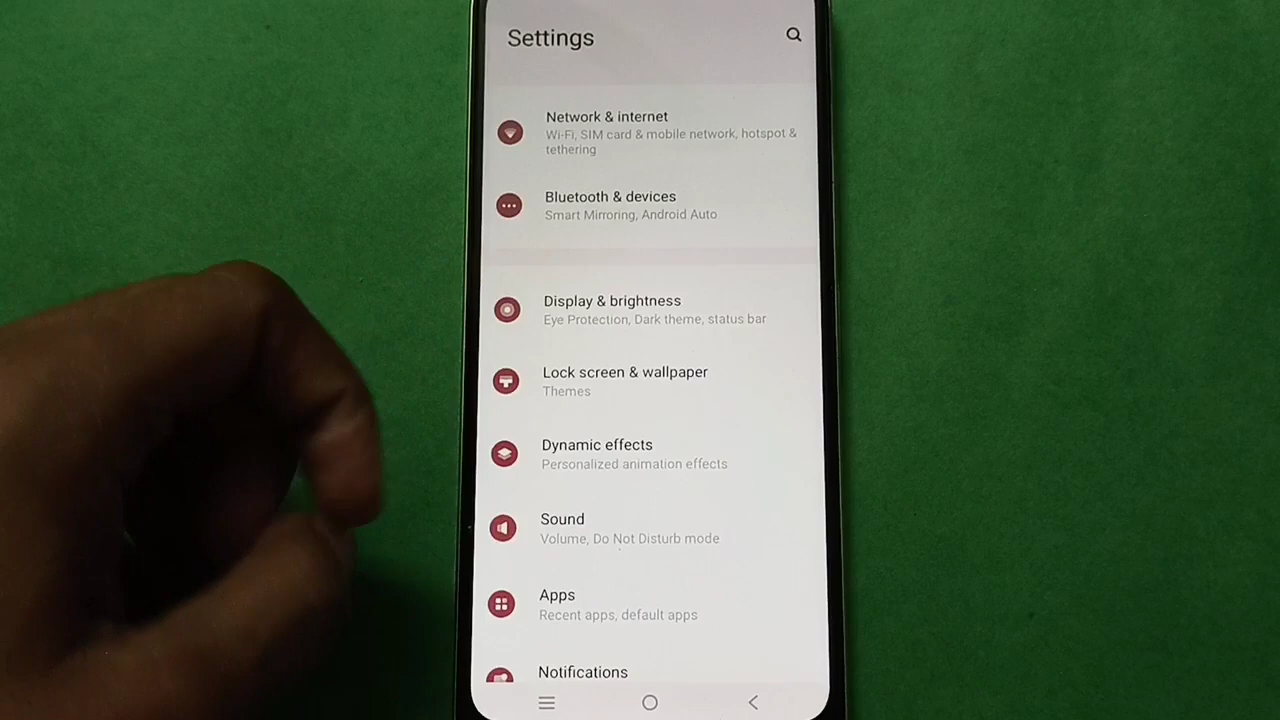 Settings
Network & internet
Wi-Fi, SIM card & mobile network, hotspot &
tethering
Bluetooth & devices
Smart Mirroring, Android Auto
Display & brightness
Eye Protection, Dark theme, status bar
Lock screen & wallpaper
Themes
Dynamic effects
Personalized animation effects
Sound
Volume, Do Not Disturb mode
Apps
Recent apps, default apps
Notifications